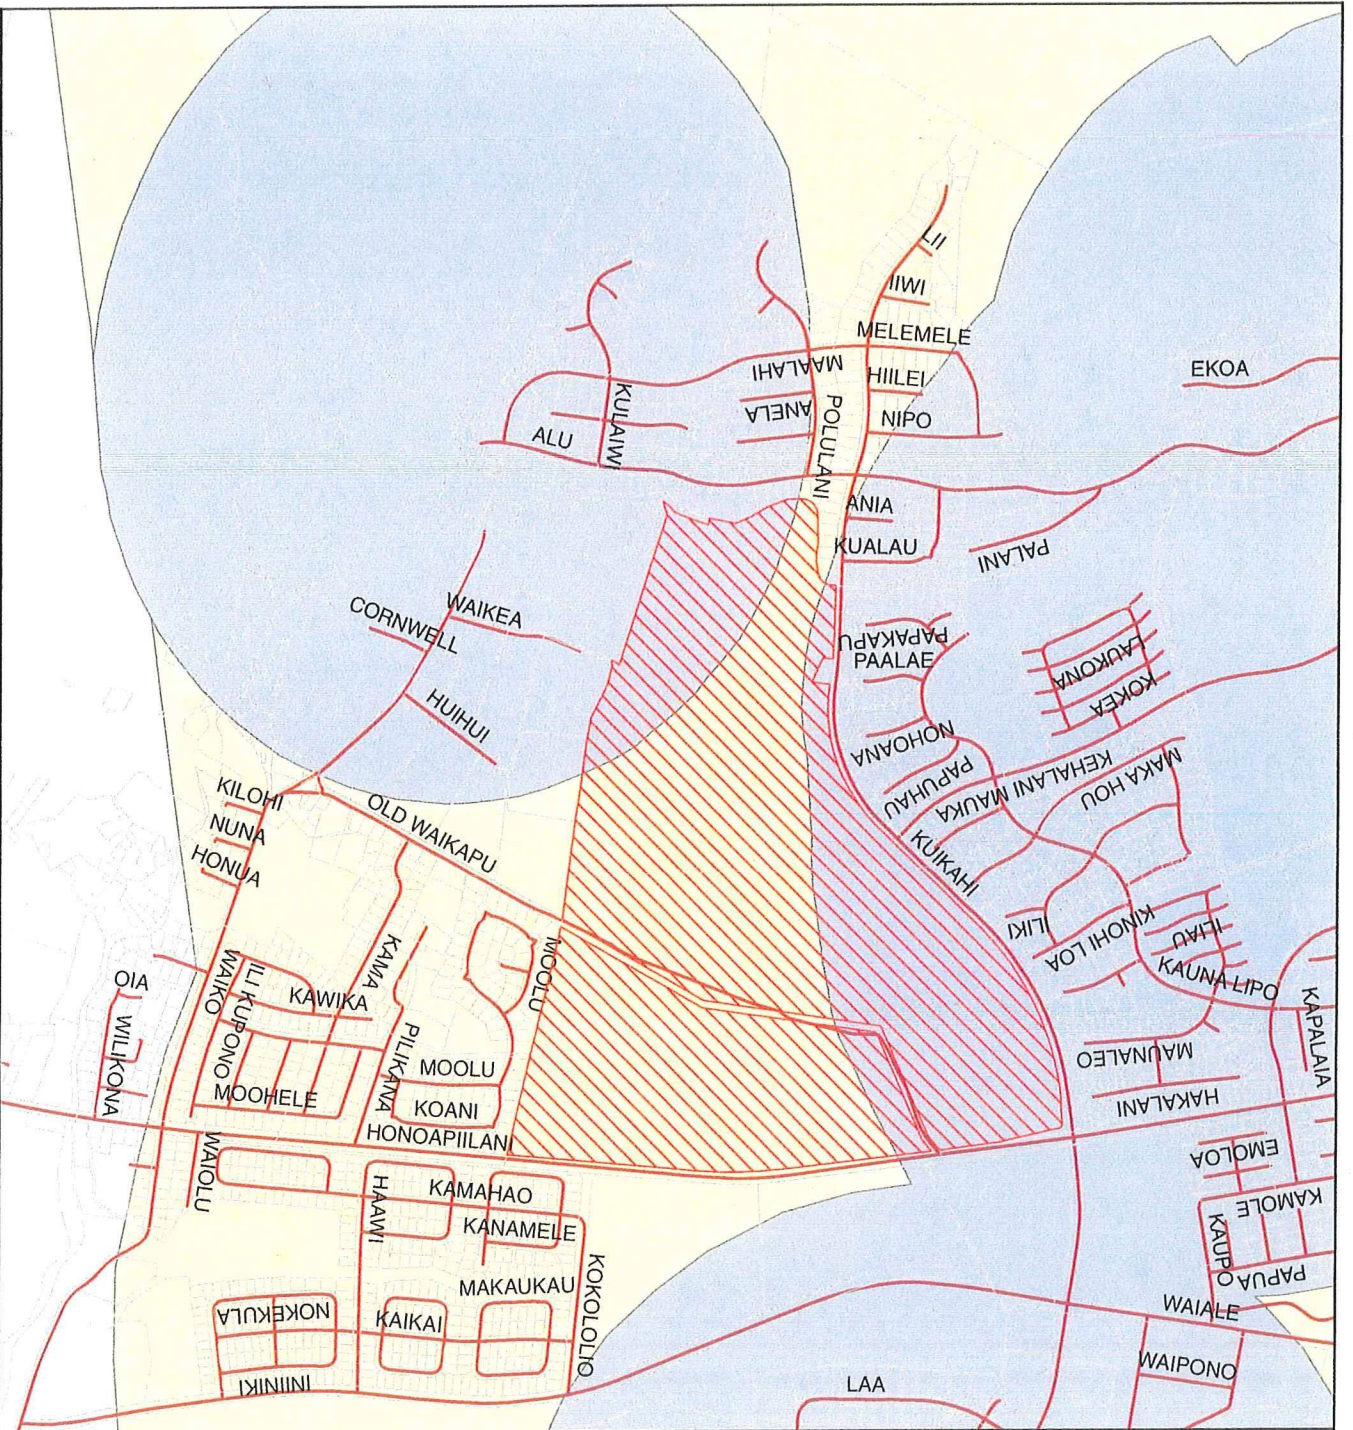 LII
IIWI
MELEMELE
MAALAHI
HIILEI
EKOA
KULAIWI
ANELA
POLULANI
NIPO
ALU
ANIA
KUALAU
PALANI
WAIKEA
CORNWELL
PAPAKAPU
PAALAE
LAUKONA
KOKEA
HUIHUI
NOHOANA
PAPUHAU
KEHALANI MAUKA
MAKA HOU
KILOHI
NUNA
HONUA
OLD WAIKAPU
KUIKAHI
ILIKI
KINOHI LOA
ILIAU
KAUNA LIPO
KAPALAIA
OIA
WILIKONA
WAIKO
ILI KUPONO
KAWIKA
KAMA
MOOLU
PILIKANA
MOOLU
KOANI
MOOHELE
HONOAPIILANI
MAUNALEO
HAKALANI
EMOLOA
KAMOLE
KAUPO
PAPUA
WAIOLU
HAAWI
KAMAHAO
KANAMELE
MAKAUKAU
KOKOLOLIO
NOKEKULA
KAIKAI
INIINIKI
WAIALE
WAIPONO
LAA